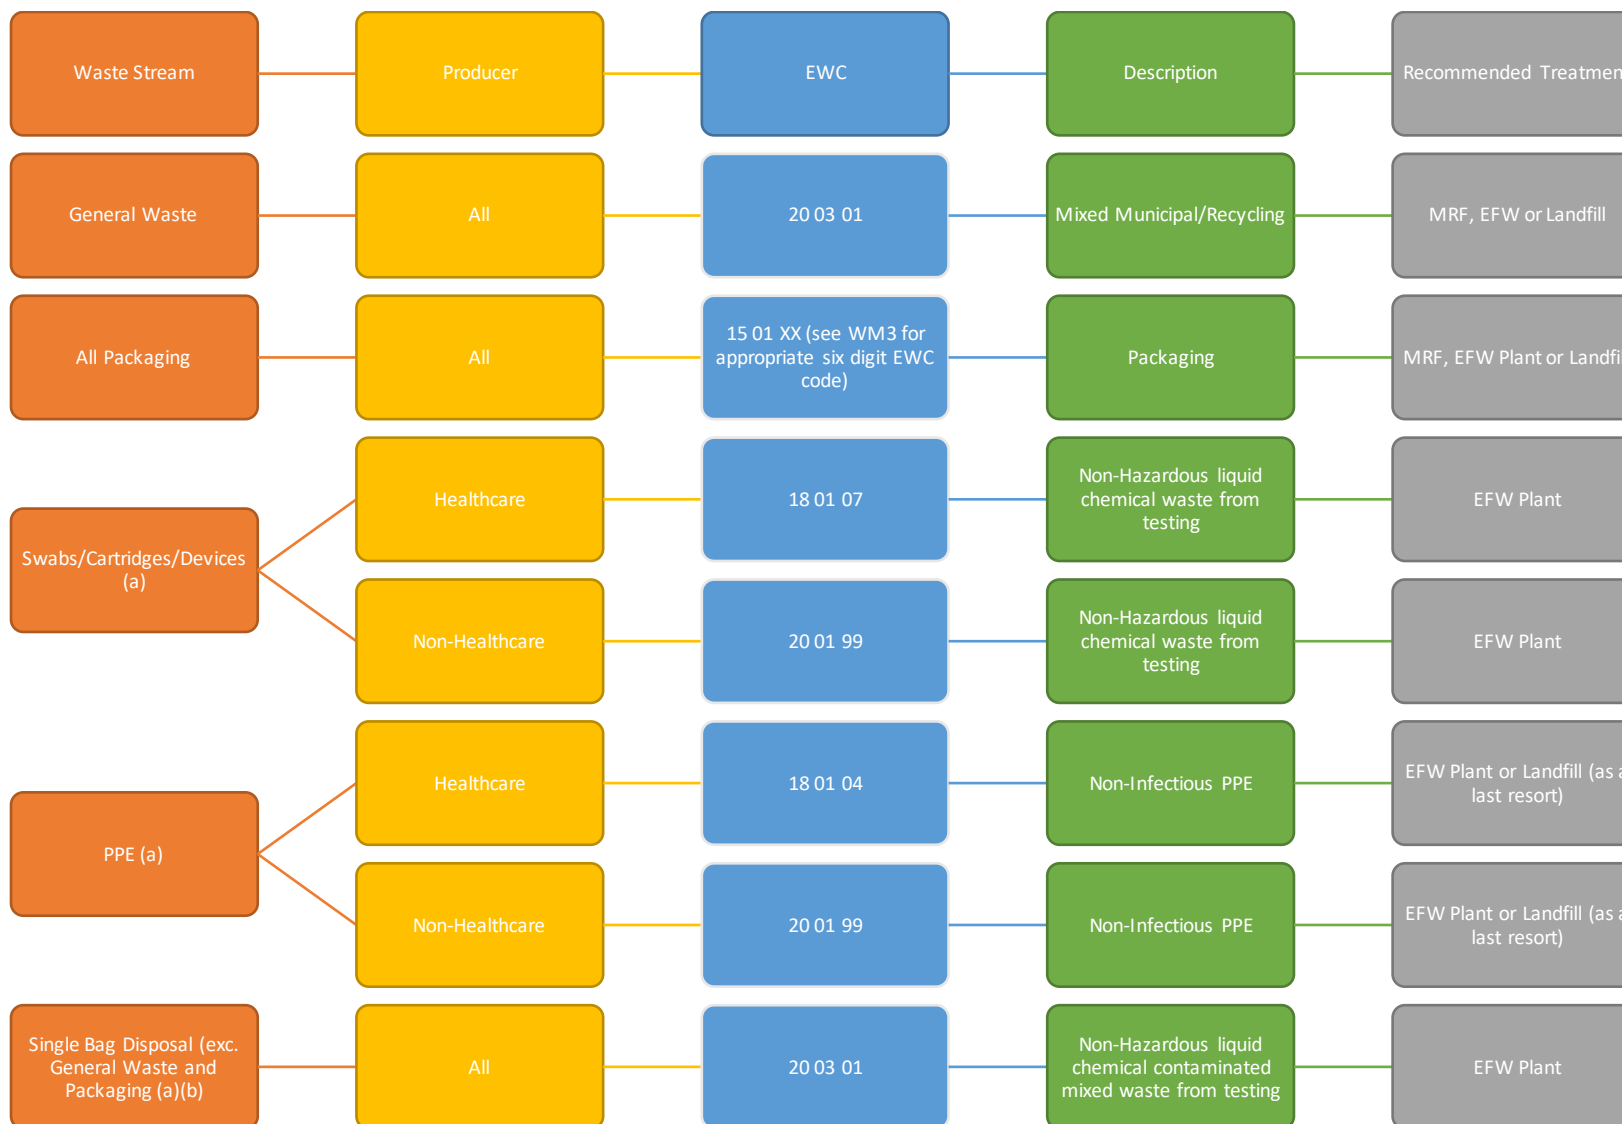 Waste Stream
Producer
EWC
Description
Recommended Treatmen
General Waste
All
20 03 01
Mixed Municipal/Recycling
MRF, EFW or Landfill
All Packaging
All
15 01 XX (see WM3 for
appropriate six digit EWC
code)
Packaging
MRF, EFW Plant or Landfi
Swabs/Cartridges/Devices
(a)
Healthcare
18 01 07
Non-Hazardous liquid
chemical waste from
testing
EFW Plant
Non-Healthcare
20 01 99
Non-Hazardous liquid
chemical waste from
testing
EFW Plant
PPE (a)
Healthcare
18 01 04
Non-Infectious PPE
EFW Plant or Landfill (as a
last resort)
Non-Healthcare
20 01 99
Non-Infectious PPE
EFW Plant or Landfill (as a
last resort)
Single Bag Disposal (exc.
General Waste and
Packaging (a)(b)
All
20 03 01
Non-Hazardous liquid
chemical contaminated
mixed waste from testing
EFW Plant